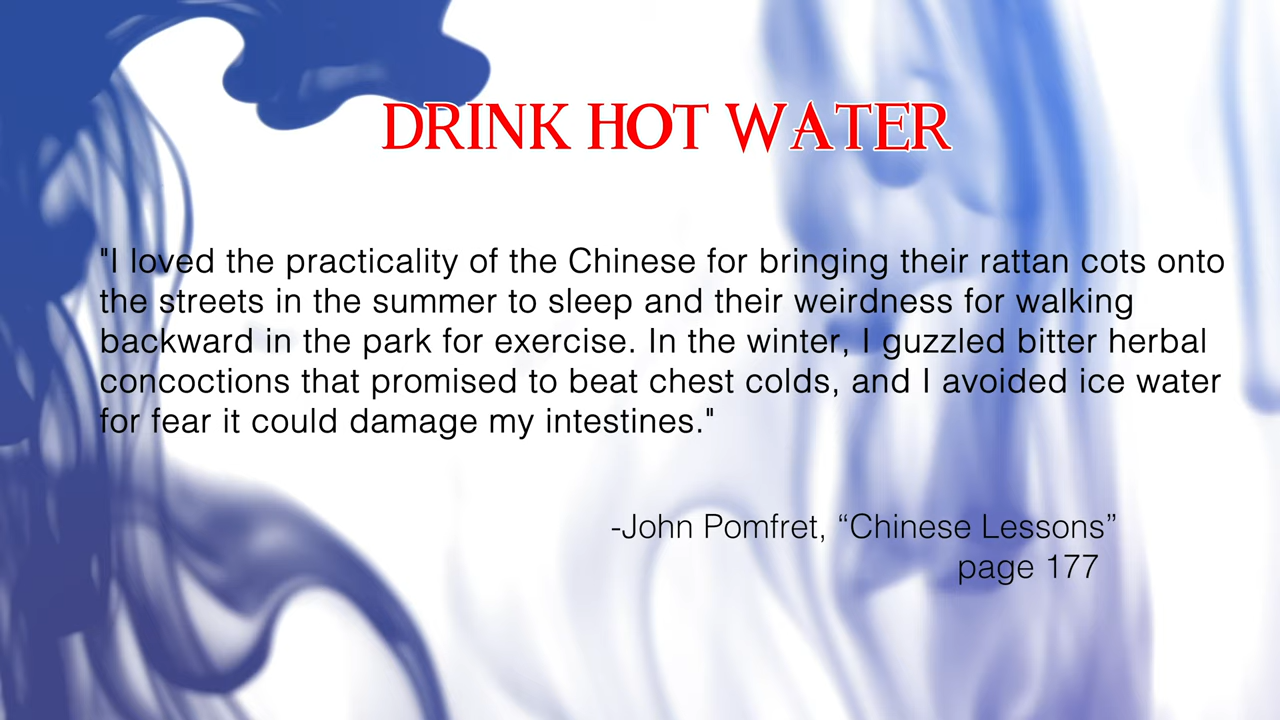 DRINK HOT WATER
"I loved the practicality of the Chinese for bringing their rattan cots onto
the streets in the summer to sleep and their weirdness for walking
backward in the park for exercise. In the winter, I guzzled bitter herbal
concoctions that promised to beat chest colds, and I avoided ice water
for fear it could damage my intestines."
-John Pomfret, “Chinese Lessons”
page 177